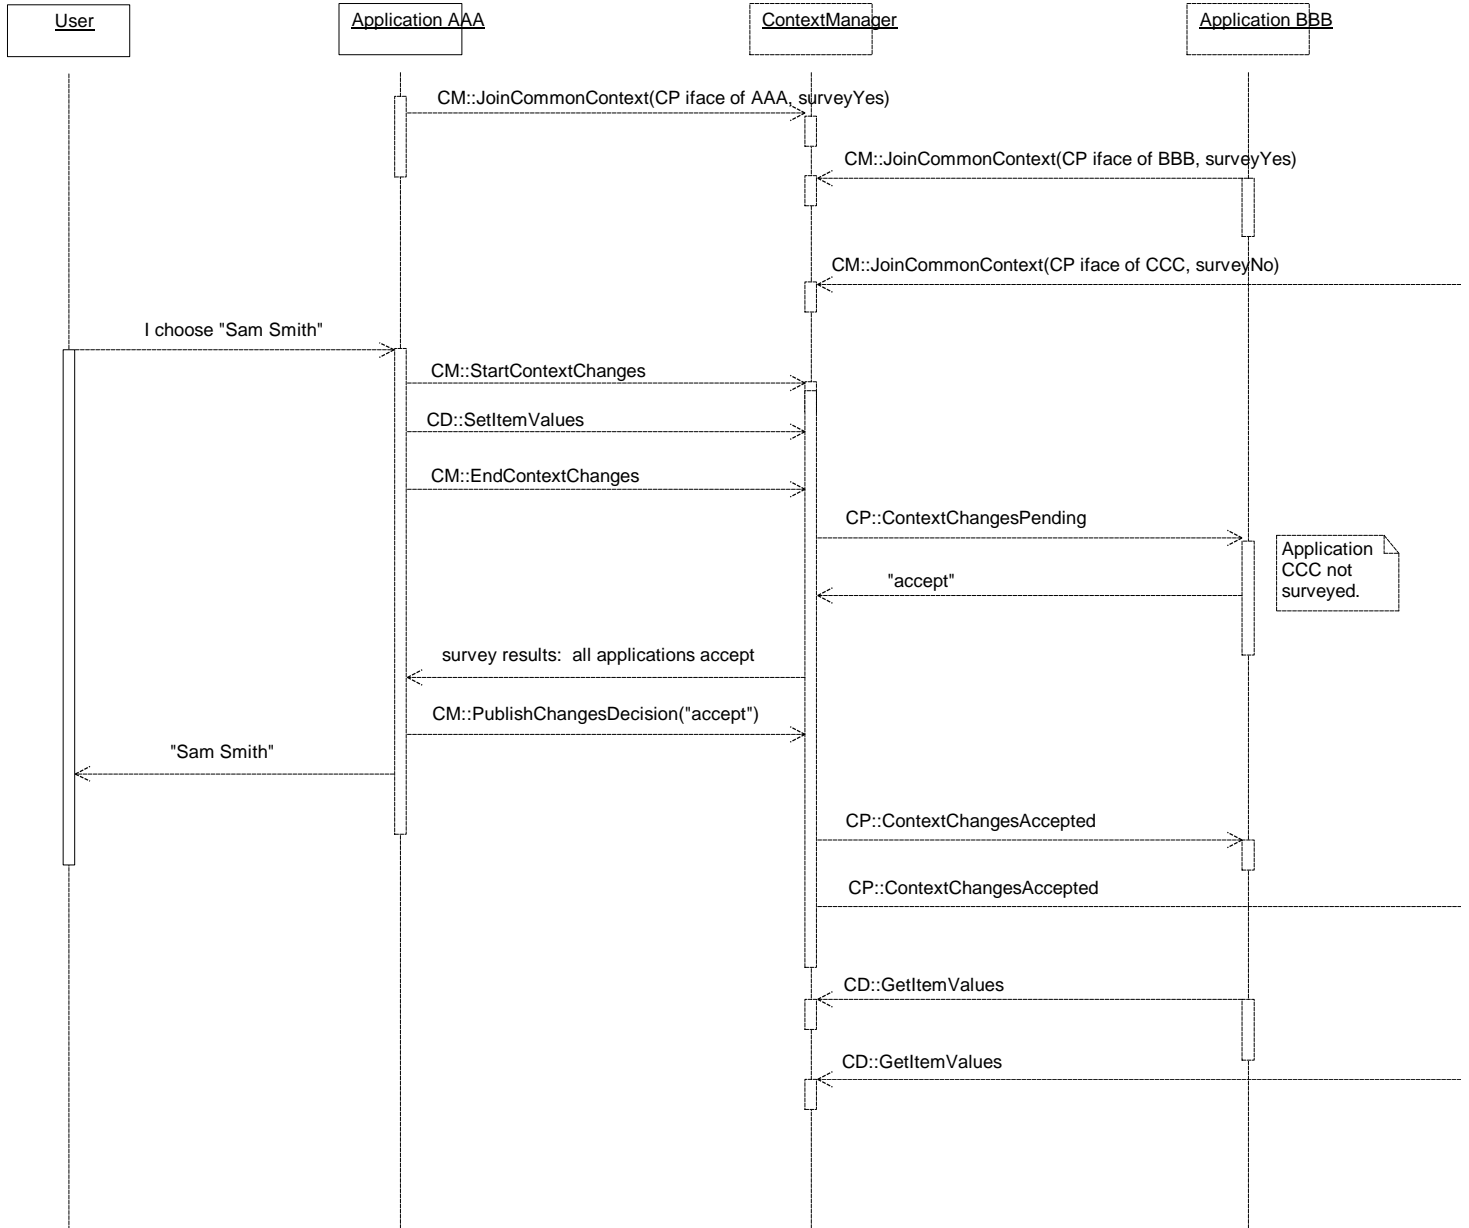 User
Application AAA
ContextManager
Application BBB
CM::JoinCommonContext(CP iface of AAA, surveyYes)
CM::JoinCommonContext(CP iface of BBB, surveyYes)
CM::JoinCommonContext(CP iface of CCC, surveyNo)
I choose "Sam Smith"
CM::StartContextChanges
CD::SetItemValues
CM::EndContextChanges
CP::ContextChangesPending
Application
CCC not
surveyed.
"accept"
survey results:  all applications accept
CM::PublishChangesDecision("accept")
"Sam Smith"
CP::ContextChangesAccepted
CP::ContextChangesAccepted
CD::GetItemValues
CD::GetItemValues